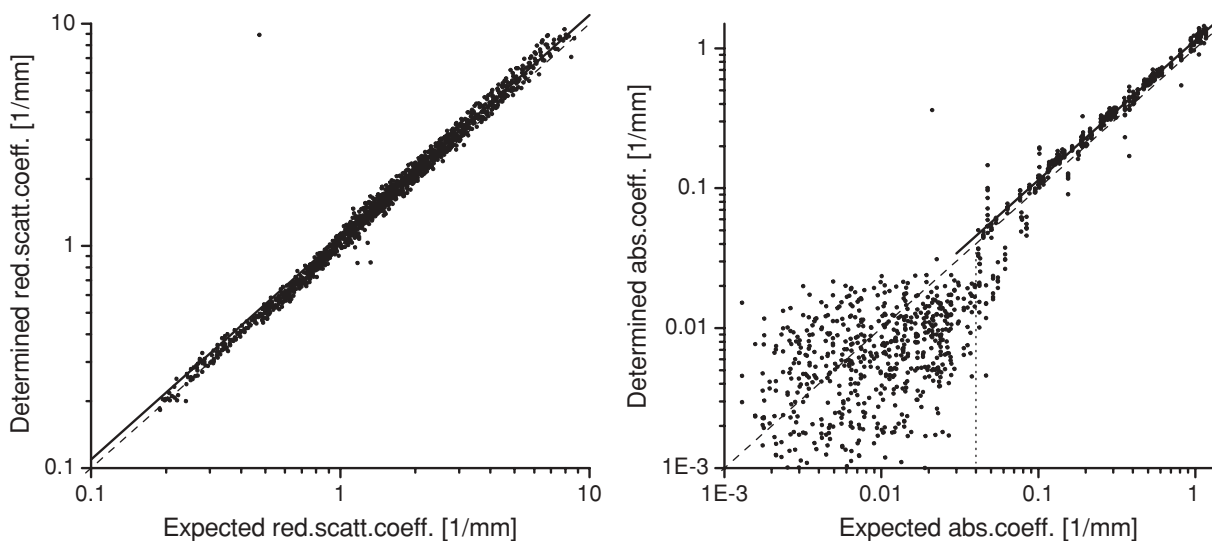 10
1
0.1
0.1
1
10
Determined red.scatt.coeff. [1/mm]
Expected red.scatt.coeff. [1/mm]
1
0.1
0.01
1E-3
1E-3
0.01
0.1
1
Determined abs.coeff. [1/mm]
Expected abs.coeff. [1/mm]